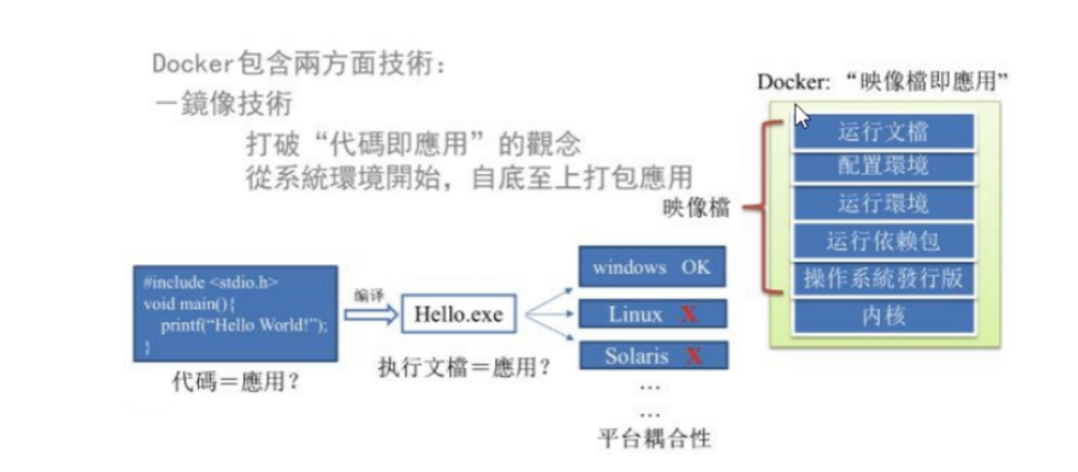 Docker包含兩方面技術：
－鏡像技術
打破“代碼即應用”的觀念
從系統環境開始，自底至上打包應用
Docker: “映像檔即應用”
运行文檔
配置環境
运行環境
运行依赖包
操作系統發行版
内核
映像檔
#include <stdio.h>
void main(){
printf(“Hello World!”);
}
代碼＝應用？
编译
Hello.exe
执行文檔＝應用？
windows OK
Linux X
Solaris X
...
...
平台耦合性